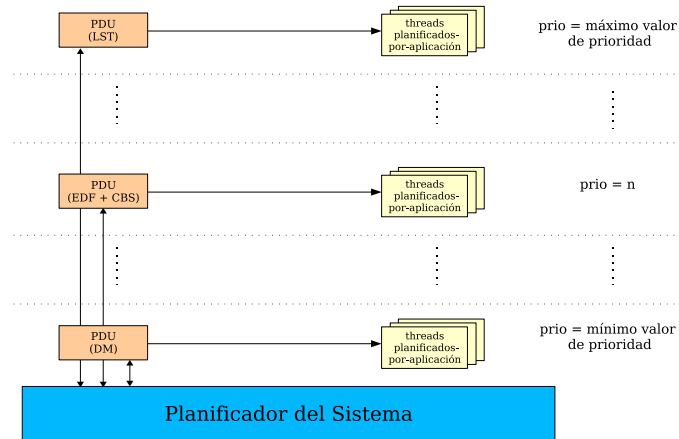 PDU
(LST)
threads
planificados-
por-aplicación
prio = máximo valor
de prioridad
PDU
(EDF + CBS)
threads
planificados-
por-aplicación
prio = n
PDU
(DM)
threads
planificados-
por-aplicación
prio = mínimo valor
de prioridad
Planificador del Sistema